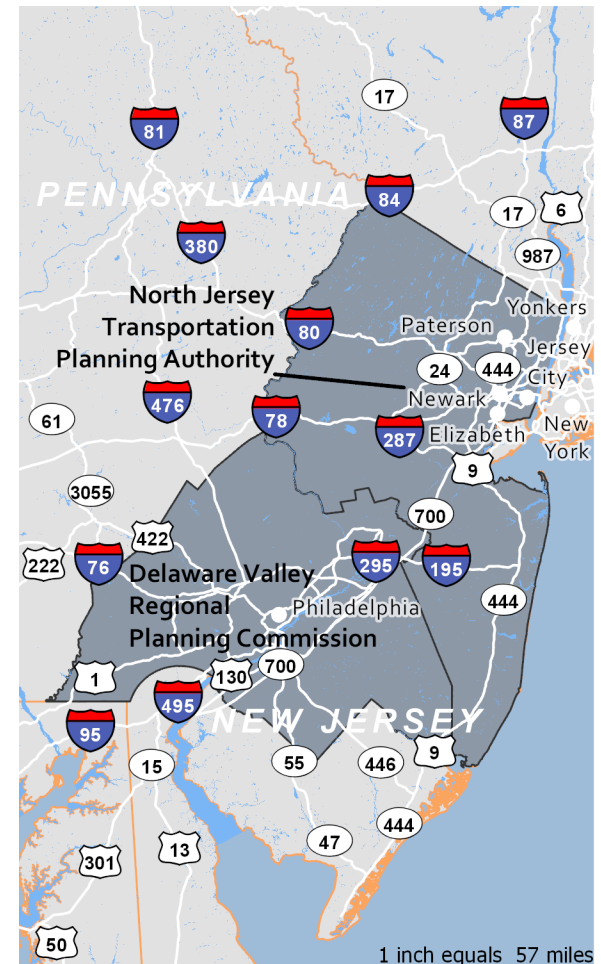 17
81
87
PENNSYLVANIA
84
17
6
380
987
North Jersey
Transportation
Planning Authority
80
Yonkers
Paterson
Jersey
City
24
444
476
Newark
78
61
287
Elizabeth
New
York
9
3055
700
422
222
76
295
195
Delaware Valley
Regional
Planning Commission
Philadelphia
444
700
1
130
495
NEW JERSEY
95
9
15
55
446
444
47
13
301
50
1 inch equals 57 miles